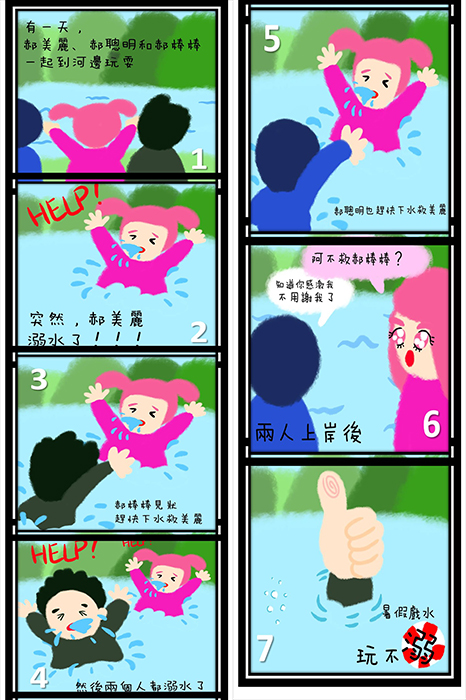 有一天，
郝美麗、郝聰明和郝棒棒
一起到河邊玩耍
1
HELP!
突然，郝美麗
溺水了！！！
2
3
郝棒棒見狀
趕快下水救美麗
HELP!
HELP!
然後兩個人都溺水了
4
5
郝聰明也趕快下水救美麗
阿不救郝棒棒？
知道你感激我
不用謝我了
兩人上岸後
6
7
暑假戲水
玩不溺